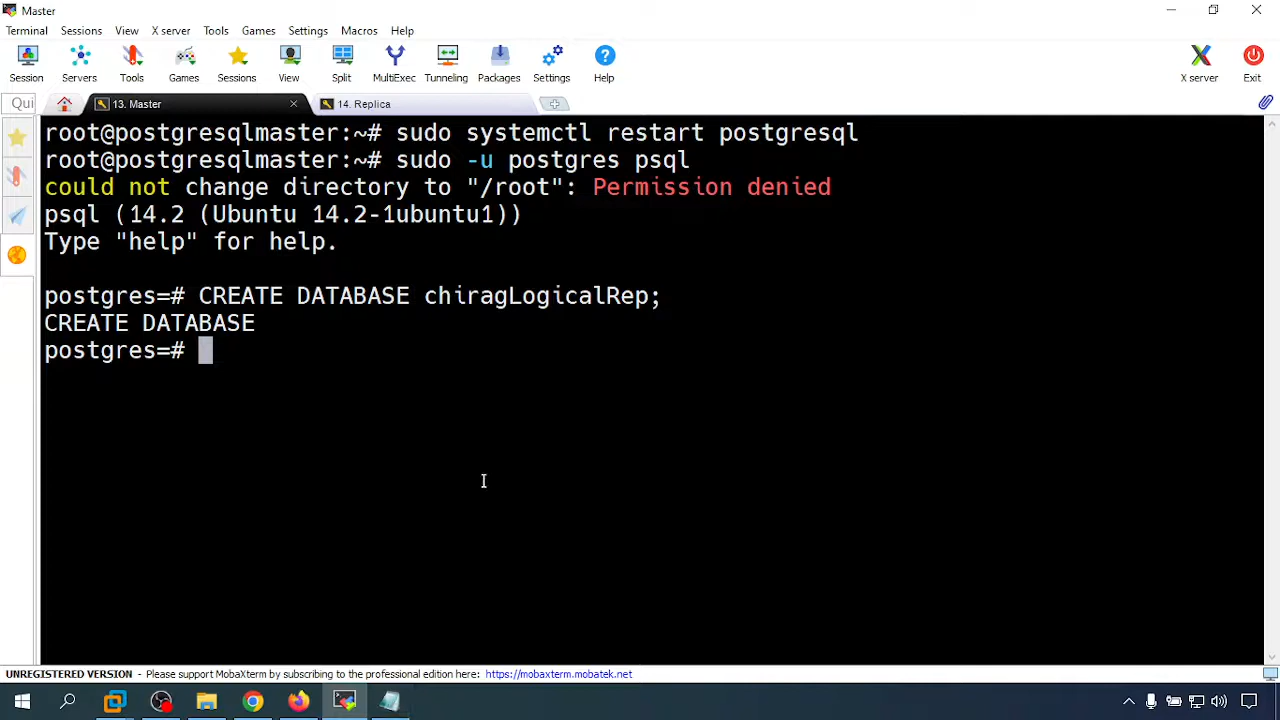 Master
Terminal Sessions View X server Tools Games Settings Macros Help
Session Servers Tools Games Sessions View Split MultiExec Tunneling Packages Settings Help X server Exit
Qui 13. Master 14. Replica
root@postgresqlmaster:~# sudo systemctl restart postgresql
root@postgresqlmaster:~# sudo -u postgres psql
could not change directory to "/root": Permission denied
psql (14.2 (Ubuntu 14.2-1ubuntu1))
Type "help" for help.
postgres=# CREATE DATABASE chiragLogicalRep;
CREATE DATABASE
postgres=#
UNREGISTERED VERSION - Please support MobaXterm by subscribing to the professional edition here: https://mobaxterm.mobatek.net